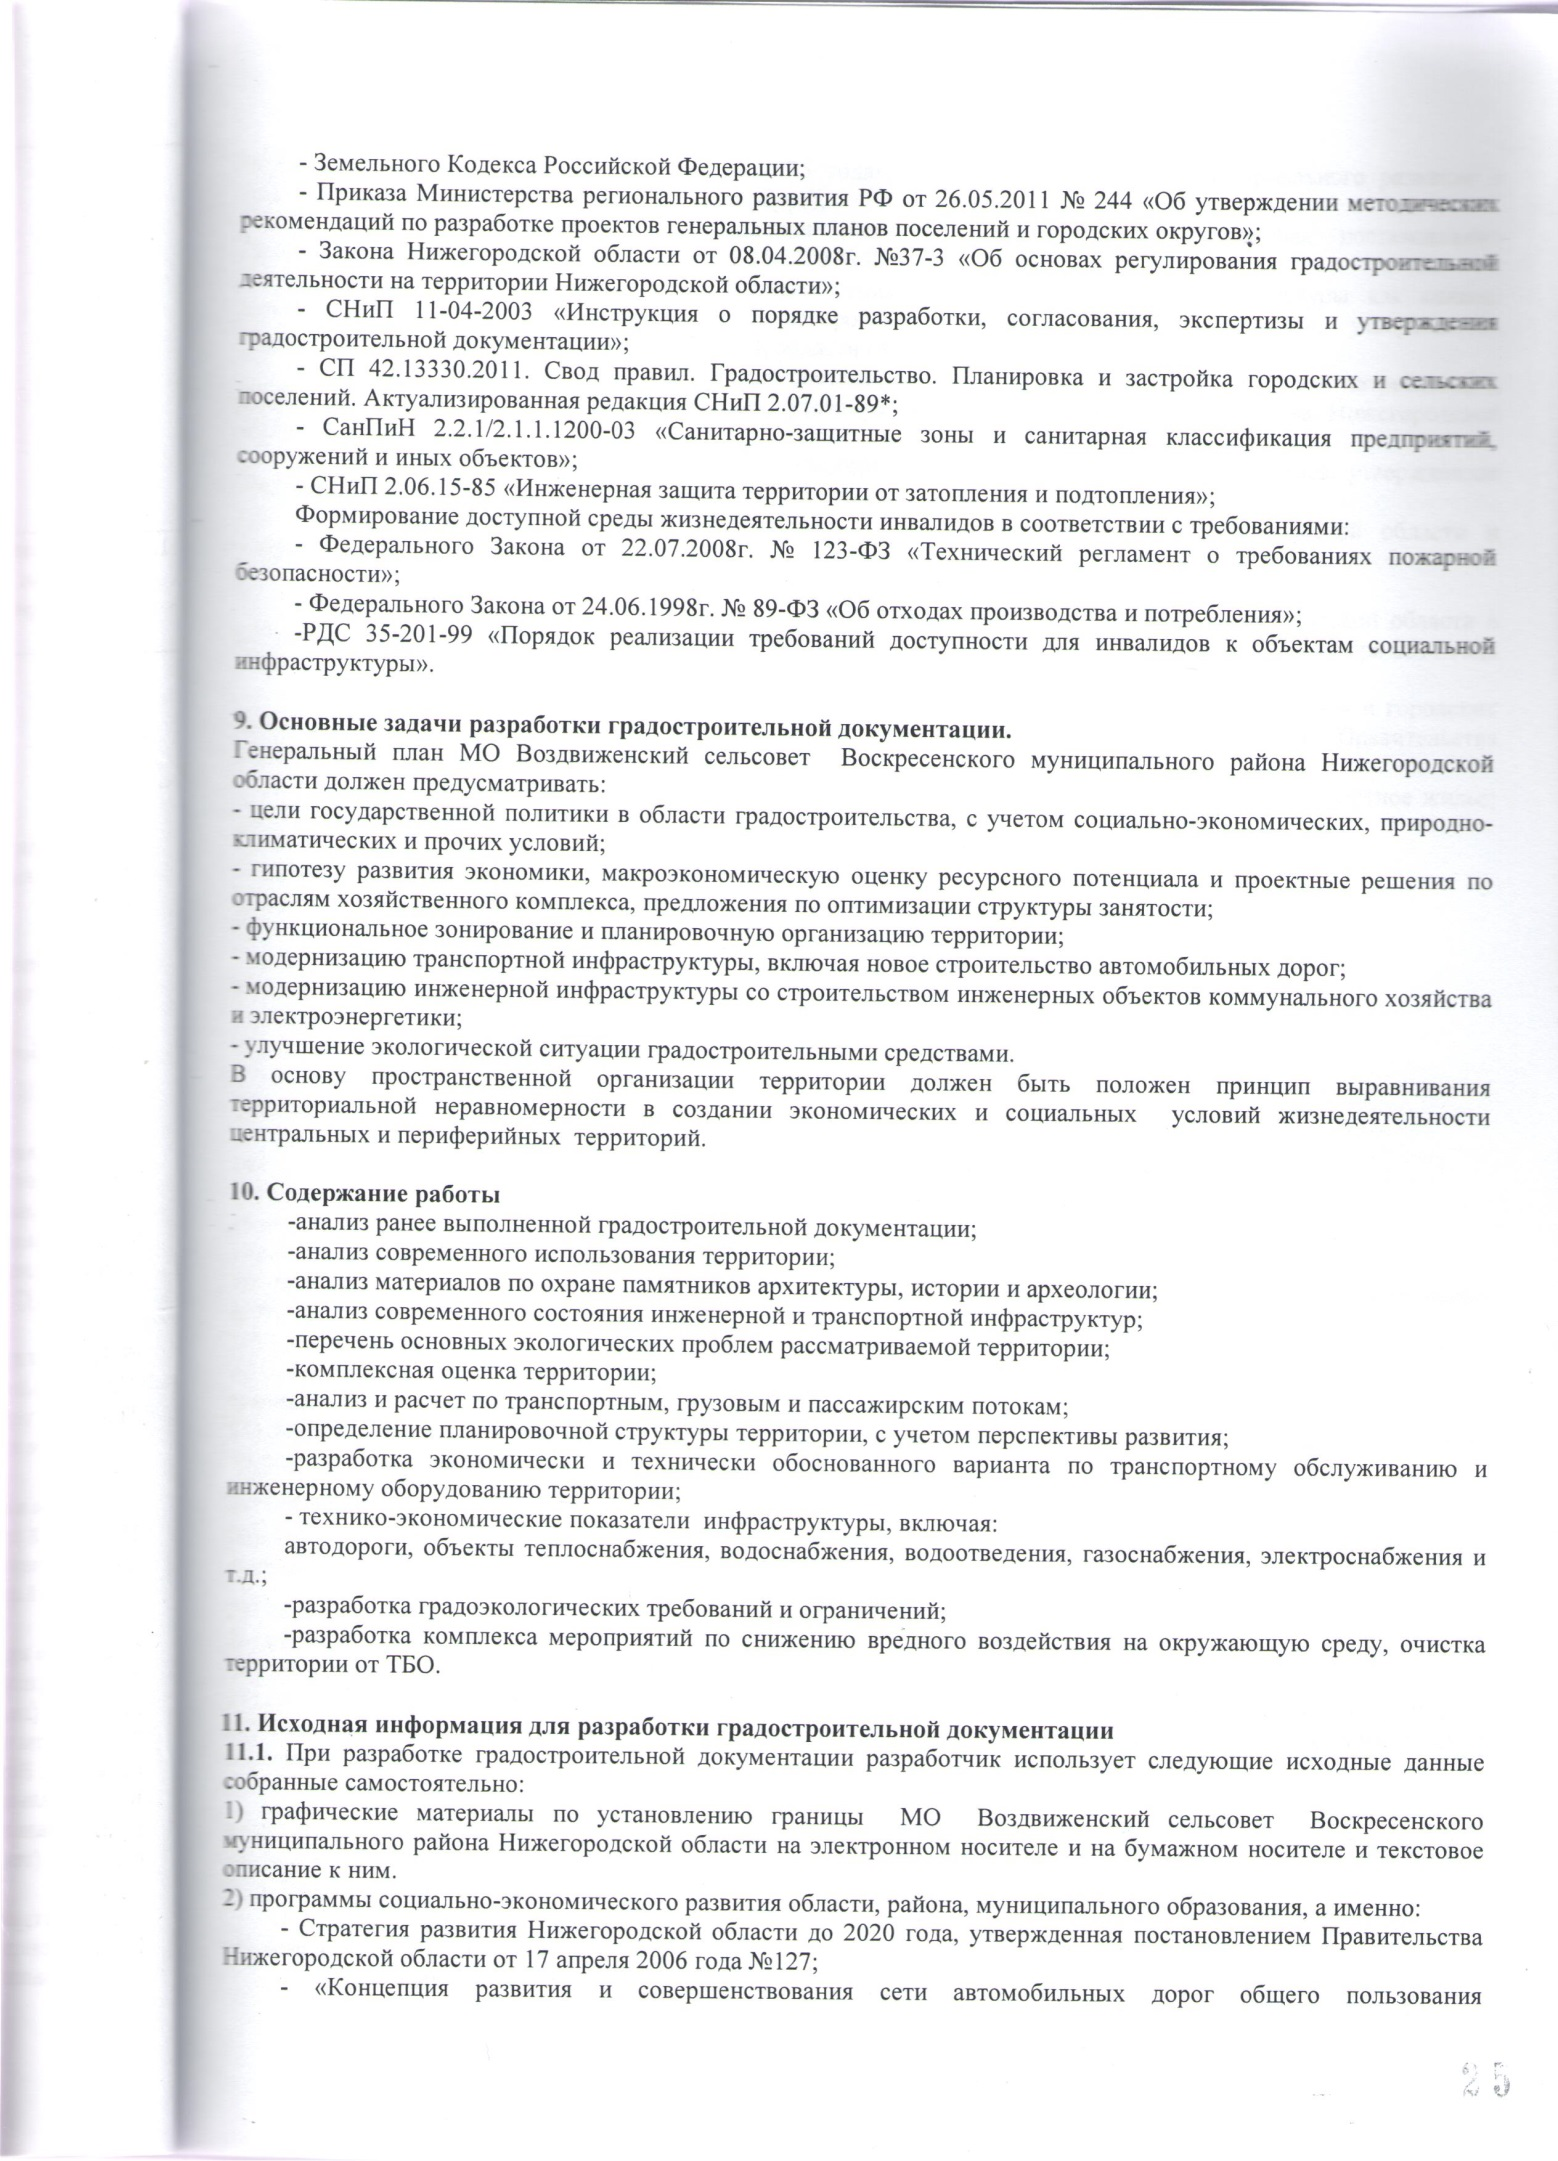 - Земельного Кодекса Российской Федерации;
- Приказа Министерства регионального развития РФ от 26.05.2011 № 244 «Об утверждении методических
рекомендаций по разработке проектов генеральных планов поселений и городских округов»;
- Закона Нижегородской области от 08.04.2008г. №37-З «Об основах регулирования градостроительной
деятельности на территории Нижегородской области»;
- СНиП 11-04-2003 «Инструкция о порядке разработки, согласования, экспертизы и утверждения
градостроительной документации»;
- СП 42.13330.2011. Свод правил. Градостроительство. Планировка и застройка городских и сельских
поселений. Актуализированная редакция СНиП 2.07.01-89*;
- СанПиН 2.2.1/2.1.1.1200-03 «Санитарно-защитные зоны и санитарная классификация предприятий,
сооружений и иных объектов»;
- СНиП 2.06.15-85 «Инженерная защита территории от затопления и подтопления»;
Формирование доступной среды жизнедеятельности инвалидов в соответствии с требованиями:
- Федерального Закона от 22.07.2008г. № 123-ФЗ «Технический регламент о требованиях пожарной
безопасности»;
- Федерального Закона от 24.06.1998г. № 89-ФЗ «Об отходах производства и потребления»;
-РДС 35-201-99 «Порядок реализации требований доступности для инвалидов к объектам социальной
инфраструктуры».
9. Основные задачи разработки градостроительной документации.
Генеральный план МО Воздвиженский сельсовет Воскресенского муниципального района Нижегородской
области должен предусматривать:
- цели государственной политики в области градостроительства, с учетом социально-экономических, природно-
климатических и прочих условий;
- гипотезу развития экономики, макроэкономическую оценку ресурсного потенциала и проектные решения по
отраслям хозяйственного комплекса, предложения по оптимизации структуры занятости;
- функциональное зонирование и планировочную организацию территории;
- модернизацию транспортной инфраструктуры, включая новое строительство автомобильных дорог;
- модернизацию инженерной инфраструктуры со строительством инженерных объектов коммунального хозяйства
и электроэнергетики;
- улучшение экологической ситуации градостроительными средствами.
В основу пространственной организации территории должен быть положен принцип выравнивания
территориальной неравномерности в создании экономических и социальных условий жизнедеятельности
центральных и периферийных территорий.
10. Содержание работы
-анализ ранее выполненной градостроительной документации;
-анализ современного использования территории;
-анализ материалов по охране памятников архитектуры, истории и археологии;
-анализ современного состояния инженерной и транспортной инфраструктур;
-перечень основных экологических проблем рассматриваемой территории;
-комплексная оценка территории;
-анализ и расчет по транспортным, грузовым и пассажирским потокам;
-определение планировочной структуры территории, с учетом перспективы развития;
-разработка экономически и технически обоснованного варианта по транспортному обслуживанию и
инженерному оборудованию территории;
- технико-экономические показатели инфраструктуры, включая:
автодороги, объекты теплоснабжения, водоснабжения, водоотведения, газоснабжения, электроснабжения и
т.д.;
-разработка градоэкологических требований и ограничений;
-разработка комплекса мероприятий по снижению вредного воздействия на окружающую среду, очистка
территории от ТБО.
11. Исходная информация для разработки градостроительной документации
11.1. При разработке градостроительной документации разработчик использует следующие исходные данные
собранные самостоятельно:
1) графические материалы по установлению границы МО Воздвиженский сельсовет Воскресенского
муниципального района Нижегородской области на электронном носителе и на бумажном носителе и текстовое
описание к ним.
2) программы социально-экономического развития области, района, муниципального образования, а именно:
- Стратегия развития Нижегородской области до 2020 года, утвержденная постановлением Правительства
Нижегородской области от 17 апреля 2006 года №127;
- «Концепция развития и совершенствования сети автомобильных дорог общего пользования
25